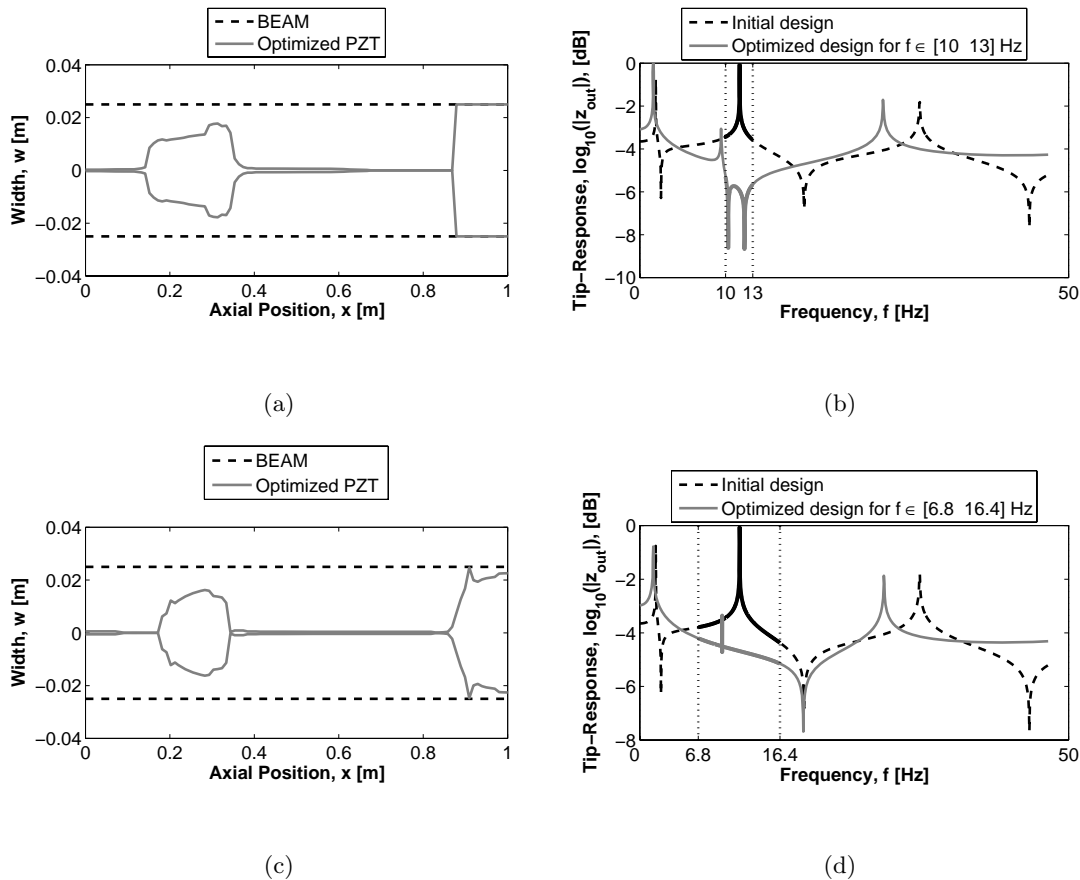 BEAM
Optimized PZT
0.04
0.02
0
−0.02
−0.04
Width, w [m]
0 0.2 0.4 0.6 0.8 1
Axial Position, x [m]
(a)
Initial design
Optimized design for f ∈ [10 13] Hz
0
−2
−4
−6
−8
−10
Tip−Response, log10(|zout|), [dB]
0 10 13 50
Frequency, f [Hz]
(b)
BEAM
Optimized PZT
0.04
0.02
0
−0.02
−0.04
Width, w [m]
0 0.2 0.4 0.6 0.8 1
Axial Position, x [m]
(c)
Initial design
Optimized design for f ∈ [6.8 16.4] Hz
0
−2
−4
−6
−8
Tip−Response, log10(|zout|), [dB]
0 6.8 16.4 50
Frequency, f [Hz]
(d)